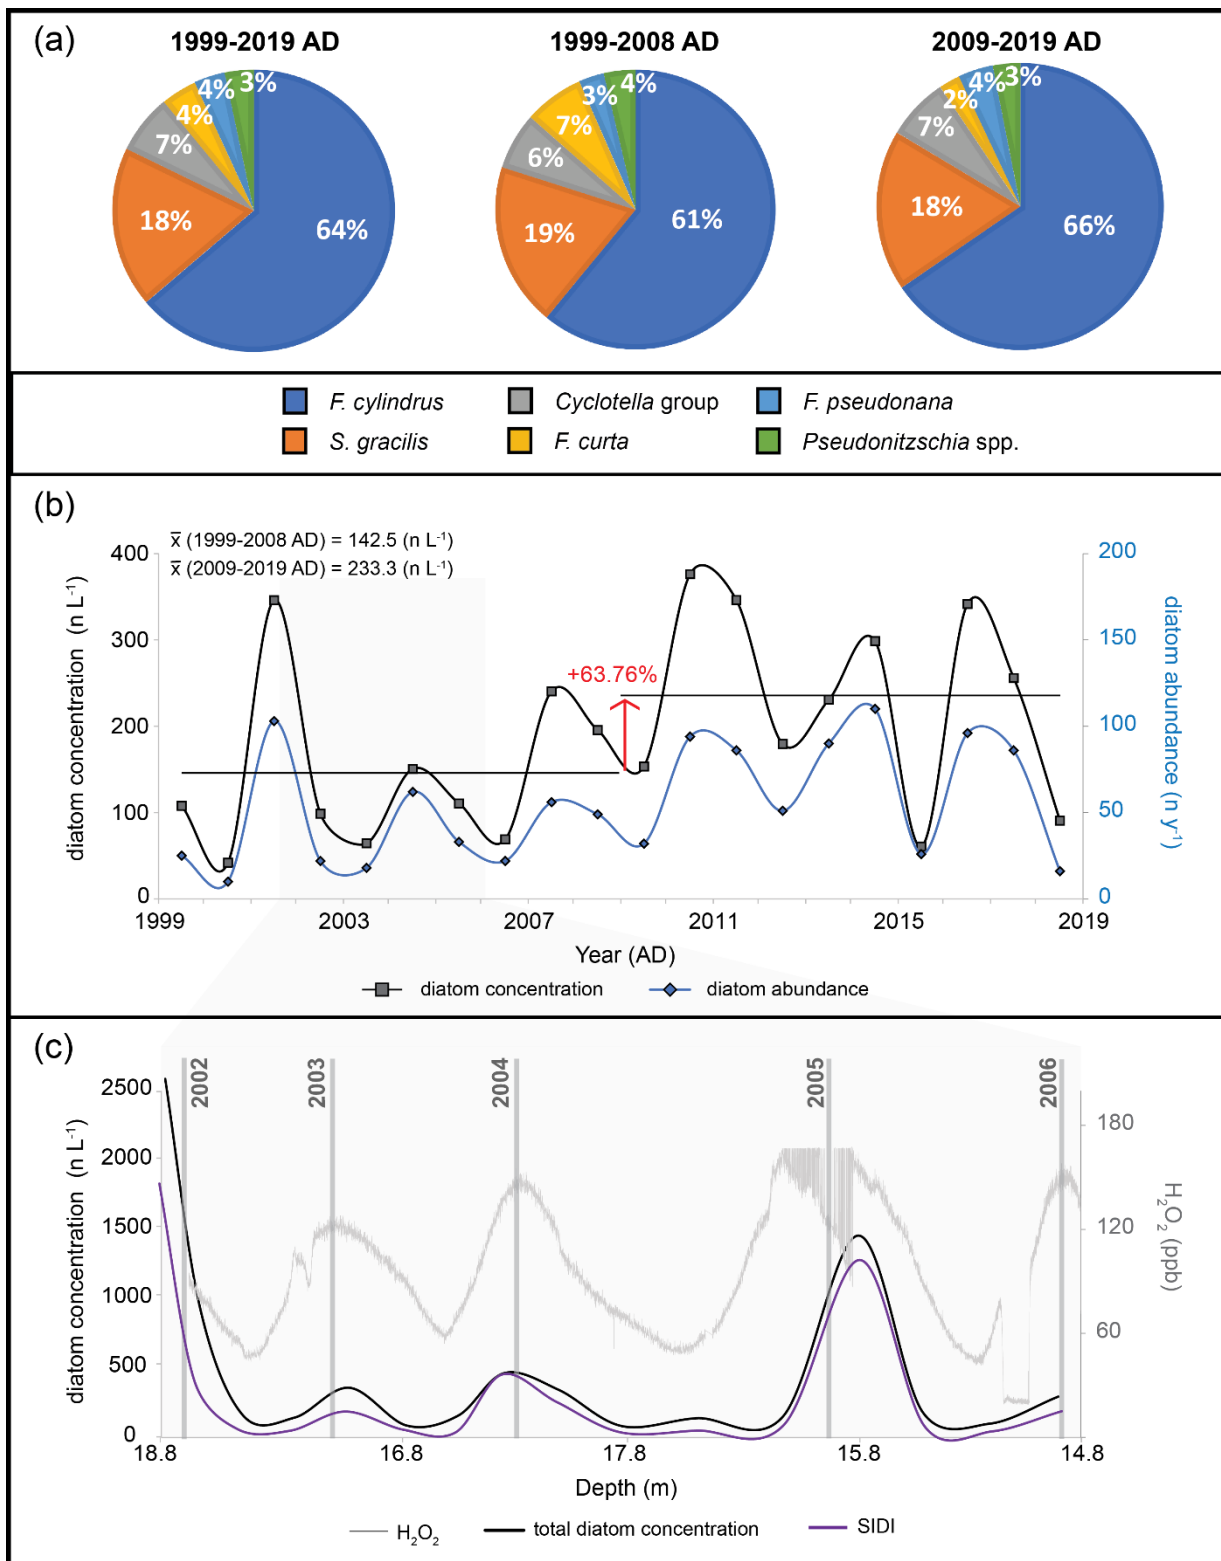 (a)
1999-2019 AD 1999-2008 AD 2009-2019 AD
64% 18% 7% 4% 4% 3%
61% 19% 6% 7% 3% 4%
66% 18% 7% 2% 4% 3%
F. cylindrus Cyclotella group F. pseudonana
S. gracilis F. curta Pseudonitzschia spp.
(b)
x̅ (1999-2008 AD) = 142.5 (n L⁻¹)
x̅ (2009-2019 AD) = 233.3 (n L⁻¹)
diatom concentration (n L⁻¹)
400
300
200
100
0
+63.76%
200
150
100
50
0
diatom abundance (n y⁻¹)
1999 2003 2007 2011 2015 2019
Year (AD)
diatom concentration diatom abundance
(c)
2002 2003 2004 2005 2006
diatom concentration (n L⁻¹)
2500
2000
1500
1000
500
0
180
120
60
0
H₂O₂ (ppb)
18.8 16.8 17.8 15.8 14.8
Depth (m)
H₂O₂ total diatom concentration SIDI